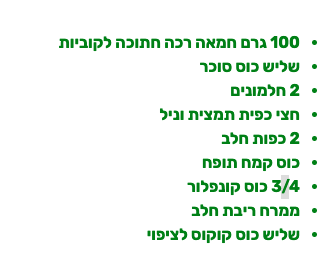 100 גרם חמאה רכה חתוכה לקוביות
שליש כוס סוכר
2 חלמונים
חצי כפית תמצית וניל
2 כפות חלב
כוס קמח תופח
3/4 כוס קונפלור
ממרח ריבת חלב
שליש כוס קוקוס לציפוי